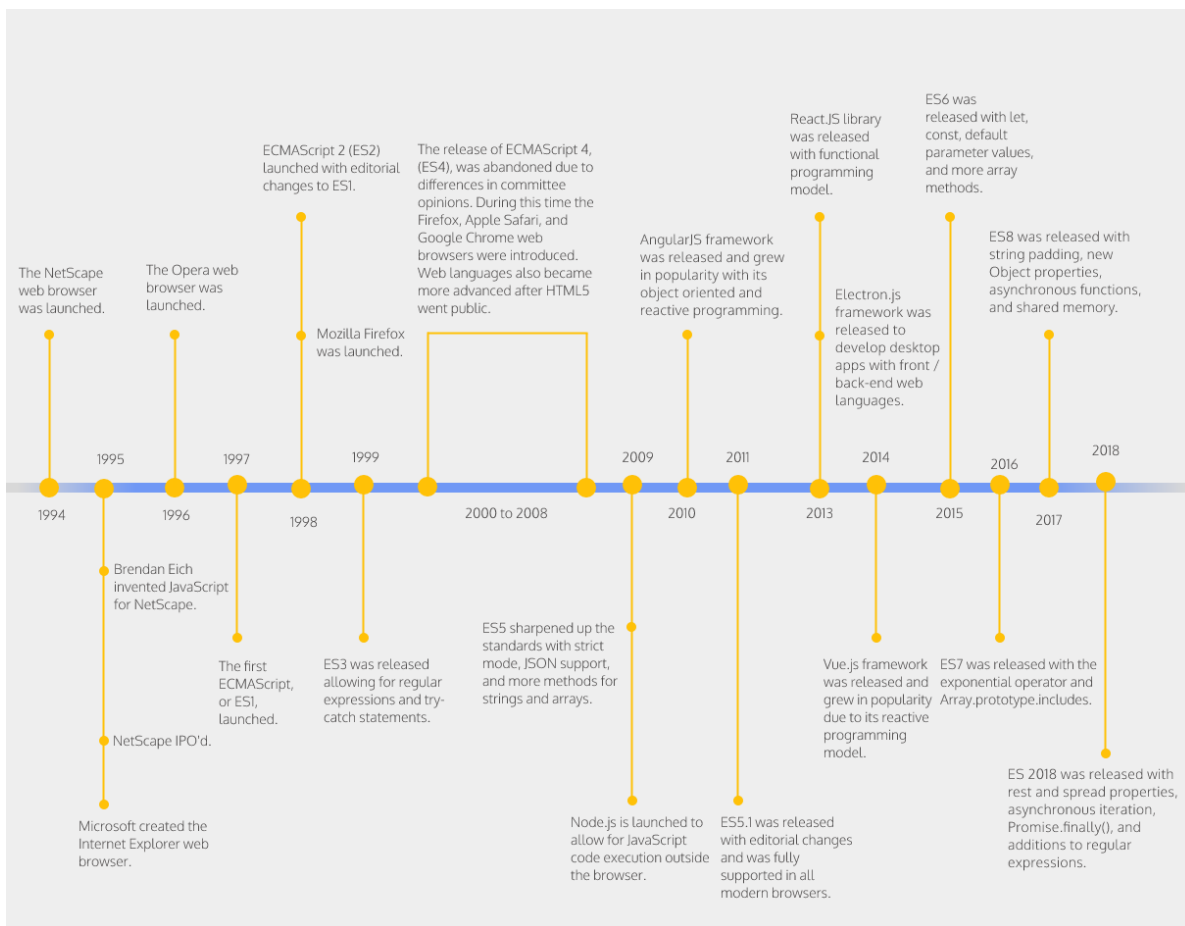 The NetScape
web browser
was launched.
1994
1995
Brendan Eich
invented JavaScript
for NetScape.
NetScape IPO'd.
Microsoft created the
Internet Explorer web
browser.
The Opera web
browser was
launched.
1996
1997
The first
ECMAScript,
or ES1,
launched.
ECMAScript 2 (ES2)
launched with editorial
changes to ES1.
Mozilla Firefox
was launched.
1998
1999
ES3 was released
allowing for regular
expressions and try-
catch statements.
The release of ECMAScript 4,
(ES4), was abandoned due to
differences in committee
opinions. During this time the
Firefox, Apple Safari, and
Google Chrome web
browsers were introduced.
Web languages also became
more advanced after HTML5
went public.
2000 to 2008
2009
ES5 sharpened up the
standards with strict
mode, JSON support,
and more methods for
strings and arrays.
Node.js is launched to
allow for JavaScript
code execution outside
the browser.
AngularJS framework
was released and grew
in popularity with its
object oriented and
reactive programming.
2010
2011
ES5.1 was released
with editorial changes
and was fully
supported in all
modern browsers.
React.JS library
was released
with functional
programming
model.
Electron.js
framework was
released to
develop desktop
apps with front /
back-end web
languages.
2013
2014
Vue.js framework
was released and
grew in popularity
due to its reactive
programming
model.
ES6 was
released with let,
const, default
parameter values,
and more array
methods.
2015
2016
ES7 was released with the
exponential operator and
Array.prototype.includes.
ES8 was released with
string padding, new
Object properties,
asynchronous functions,
and shared memory.
2017
2018
ES 2018 was released with
rest and spread properties,
asynchronous iteration,
Promise.finally(), and
additions to regular
expressions.